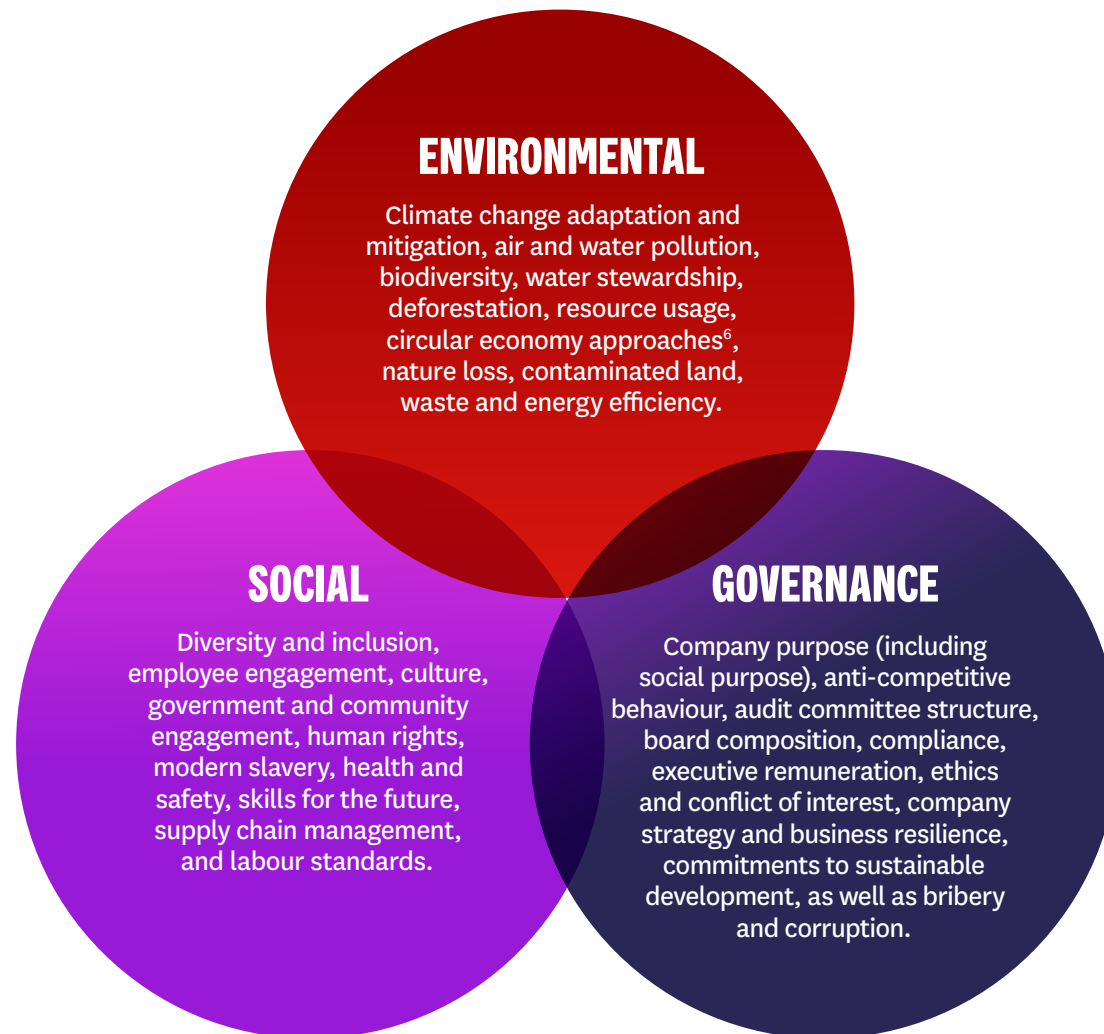 ENVIRONMENTAL
Climate change adaptation and
mitigation, air and water pollution,
biodiversity, water stewardship,
deforestation, resource usage,
circular economy approaches⁶,
nature loss, contaminated land,
waste and energy efficiency.
SOCIAL
Diversity and inclusion,
employee engagement, culture,
government and community
engagement, human rights,
modern slavery, health and
safety, skills for the future,
supply chain management,
and labour standards.
GOVERNANCE
Company purpose (including
social purpose), anti-competitive
behaviour, audit committee structure,
board composition, compliance,
executive remuneration, ethics
and conflict of interest, company
strategy and business resilience,
commitments to sustainable
development, as well as bribery
and corruption.